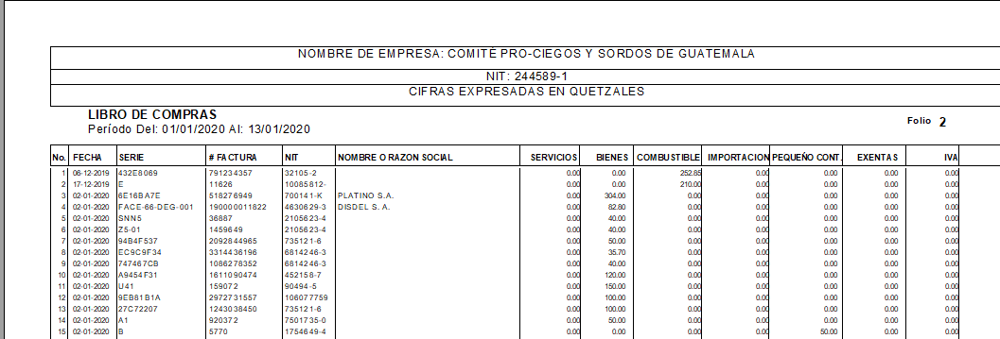 NOMBRE DE EMPRESA: COMITÉ PRO-CIEGOS Y SORDOS DE GUATEMALA
NIT: 244589-1
CIFRAS EXPRESADAS EN QUETZALES
LIBRO DE COMPRAS
Folio 2
Período Del: 01/01/2020 Al: 13/01/2020
No. FECHA SERIE # FACTURA NIT NOMBRE O RAZON SOCIAL SERVICIOS BIENES COMBUSTIBLE IMPORTACION PEQUEÑO CONT. EXENTAS IVA
1 06-12-2019 432E8069 791234357 32105-2 0.00 0.00 252.85 0.00 0.00 0.00 0.00
2 17-12-2019 E 11626 10085812- 0.00 0.00 210.00 0.00 0.00 0.00 0.00
3 02-01-2020 6E16BA7E 518276949 700141-K PLATINO S.A. 0.00 304.00 0.00 0.00 0.00 0.00 0.00
4 02-01-2020 FACE-66-DEG-001 190000011822 4630629-3 DISDEL S. A. 0.00 82.80 0.00 0.00 0.00 0.00 0.00
5 02-01-2020 SNN5 36887 2105623-4 0.00 40.00 0.00 0.00 0.00 0.00 0.00
6 02-01-2020 Z5-01 1459649 2105623-4 0.00 40.00 0.00 0.00 0.00 0.00 0.00
7 02-01-2020 94B4F537 2092844965 735121-6 0.00 50.00 0.00 0.00 0.00 0.00 0.00
8 02-01-2020 EC9C9F34 3314436196 6814246-3 0.00 35.70 0.00 0.00 0.00 0.00 0.00
9 02-01-2020 747467CB 1086278352 6814246-3 0.00 40.00 0.00 0.00 0.00 0.00 0.00
10 02-01-2020 A9454F31 1611090474 452158-7 0.00 120.00 0.00 0.00 0.00 0.00 0.00
11 02-01-2020 U41 159072 90494-5 0.00 150.00 0.00 0.00 0.00 0.00 0.00
12 02-01-2020 9EB81B1A 2972731557 106077759 0.00 100.00 0.00 0.00 0.00 0.00 0.00
13 02-01-2020 27C72207 1243038450 735121-6 0.00 100.00 0.00 0.00 0.00 0.00 0.00
14 02-01-2020 A1 920372 7501735-0 0.00 50.00 0.00 0.00 0.00 0.00 0.00
15 02-01-2020 B 5770 1754649-4 0.00 0.00 0.00 0.00 50.00 0.00 0.00